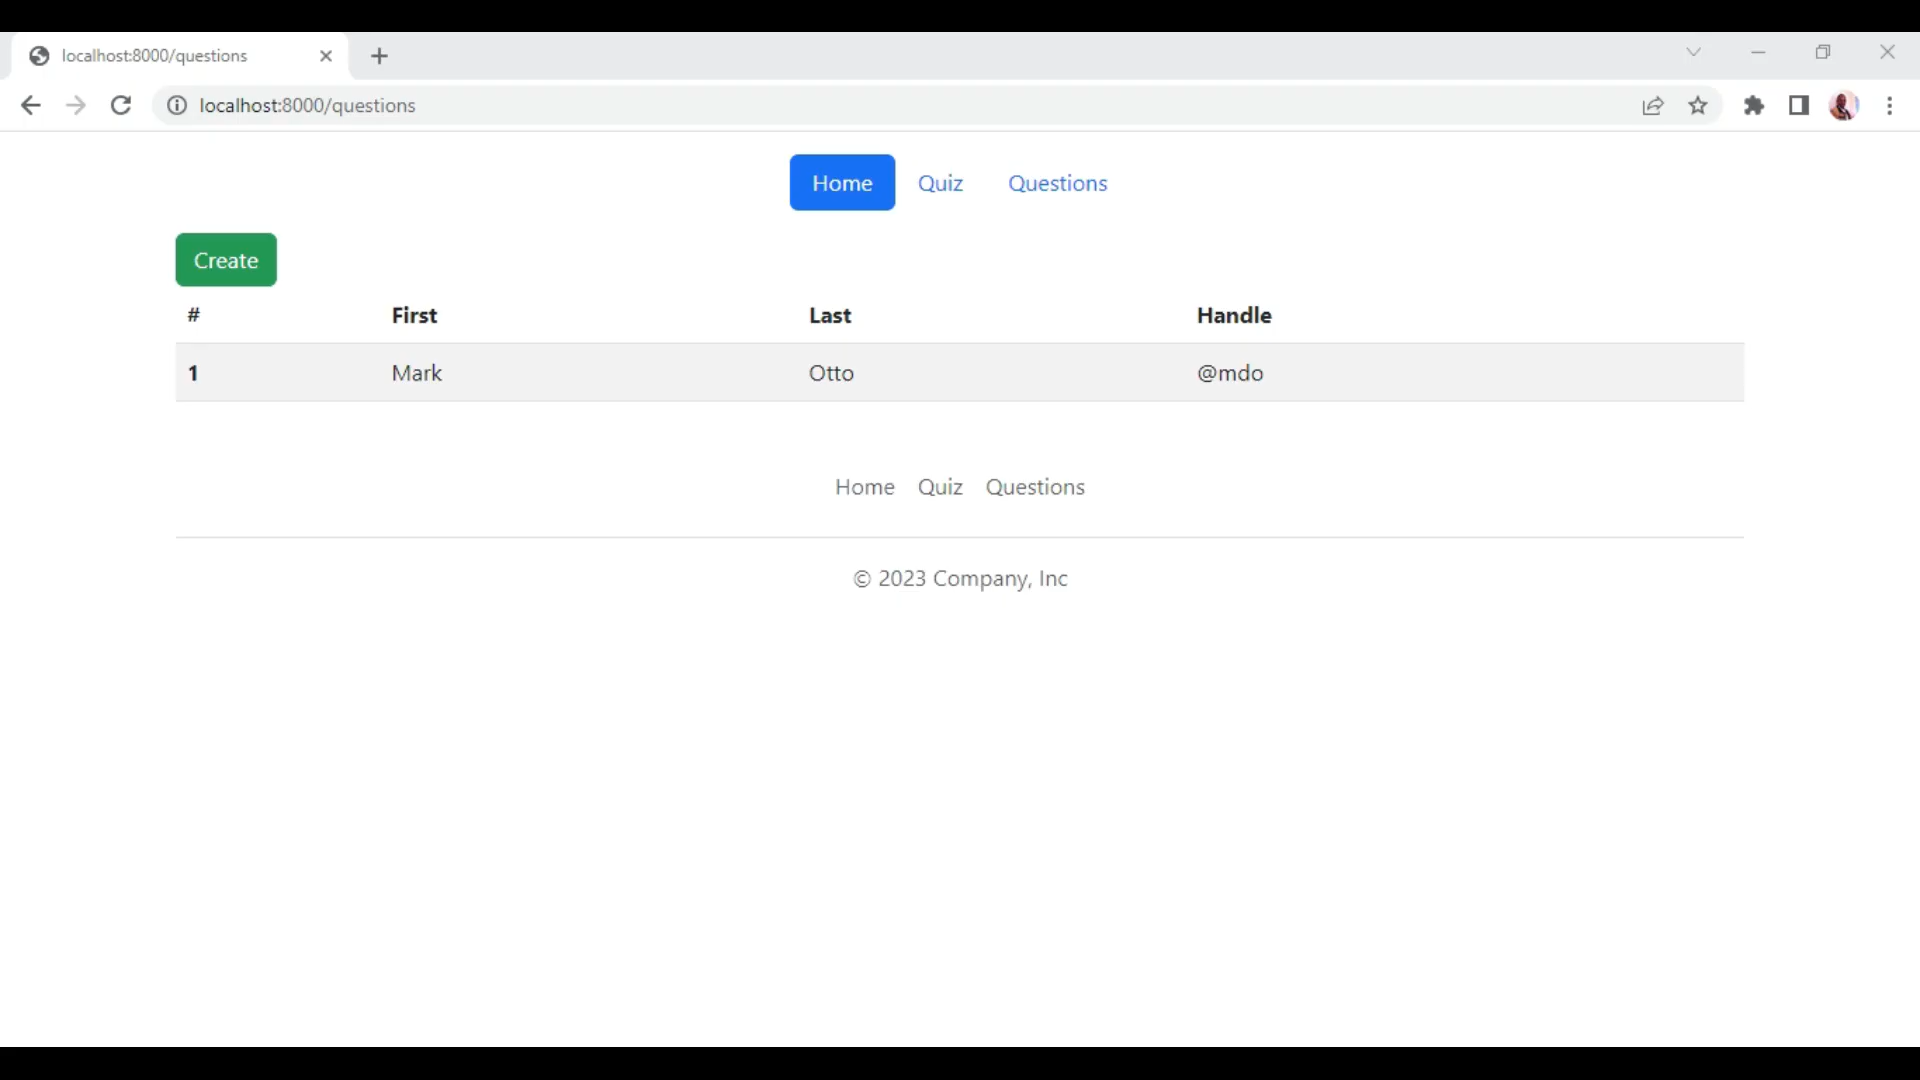 localhost:8000/questions
localhost:8000/questions
Home Quiz Questions
Create
# First Last Handle
1 Mark Otto @mdo
Home Quiz Questions
© 2023 Company, Inc